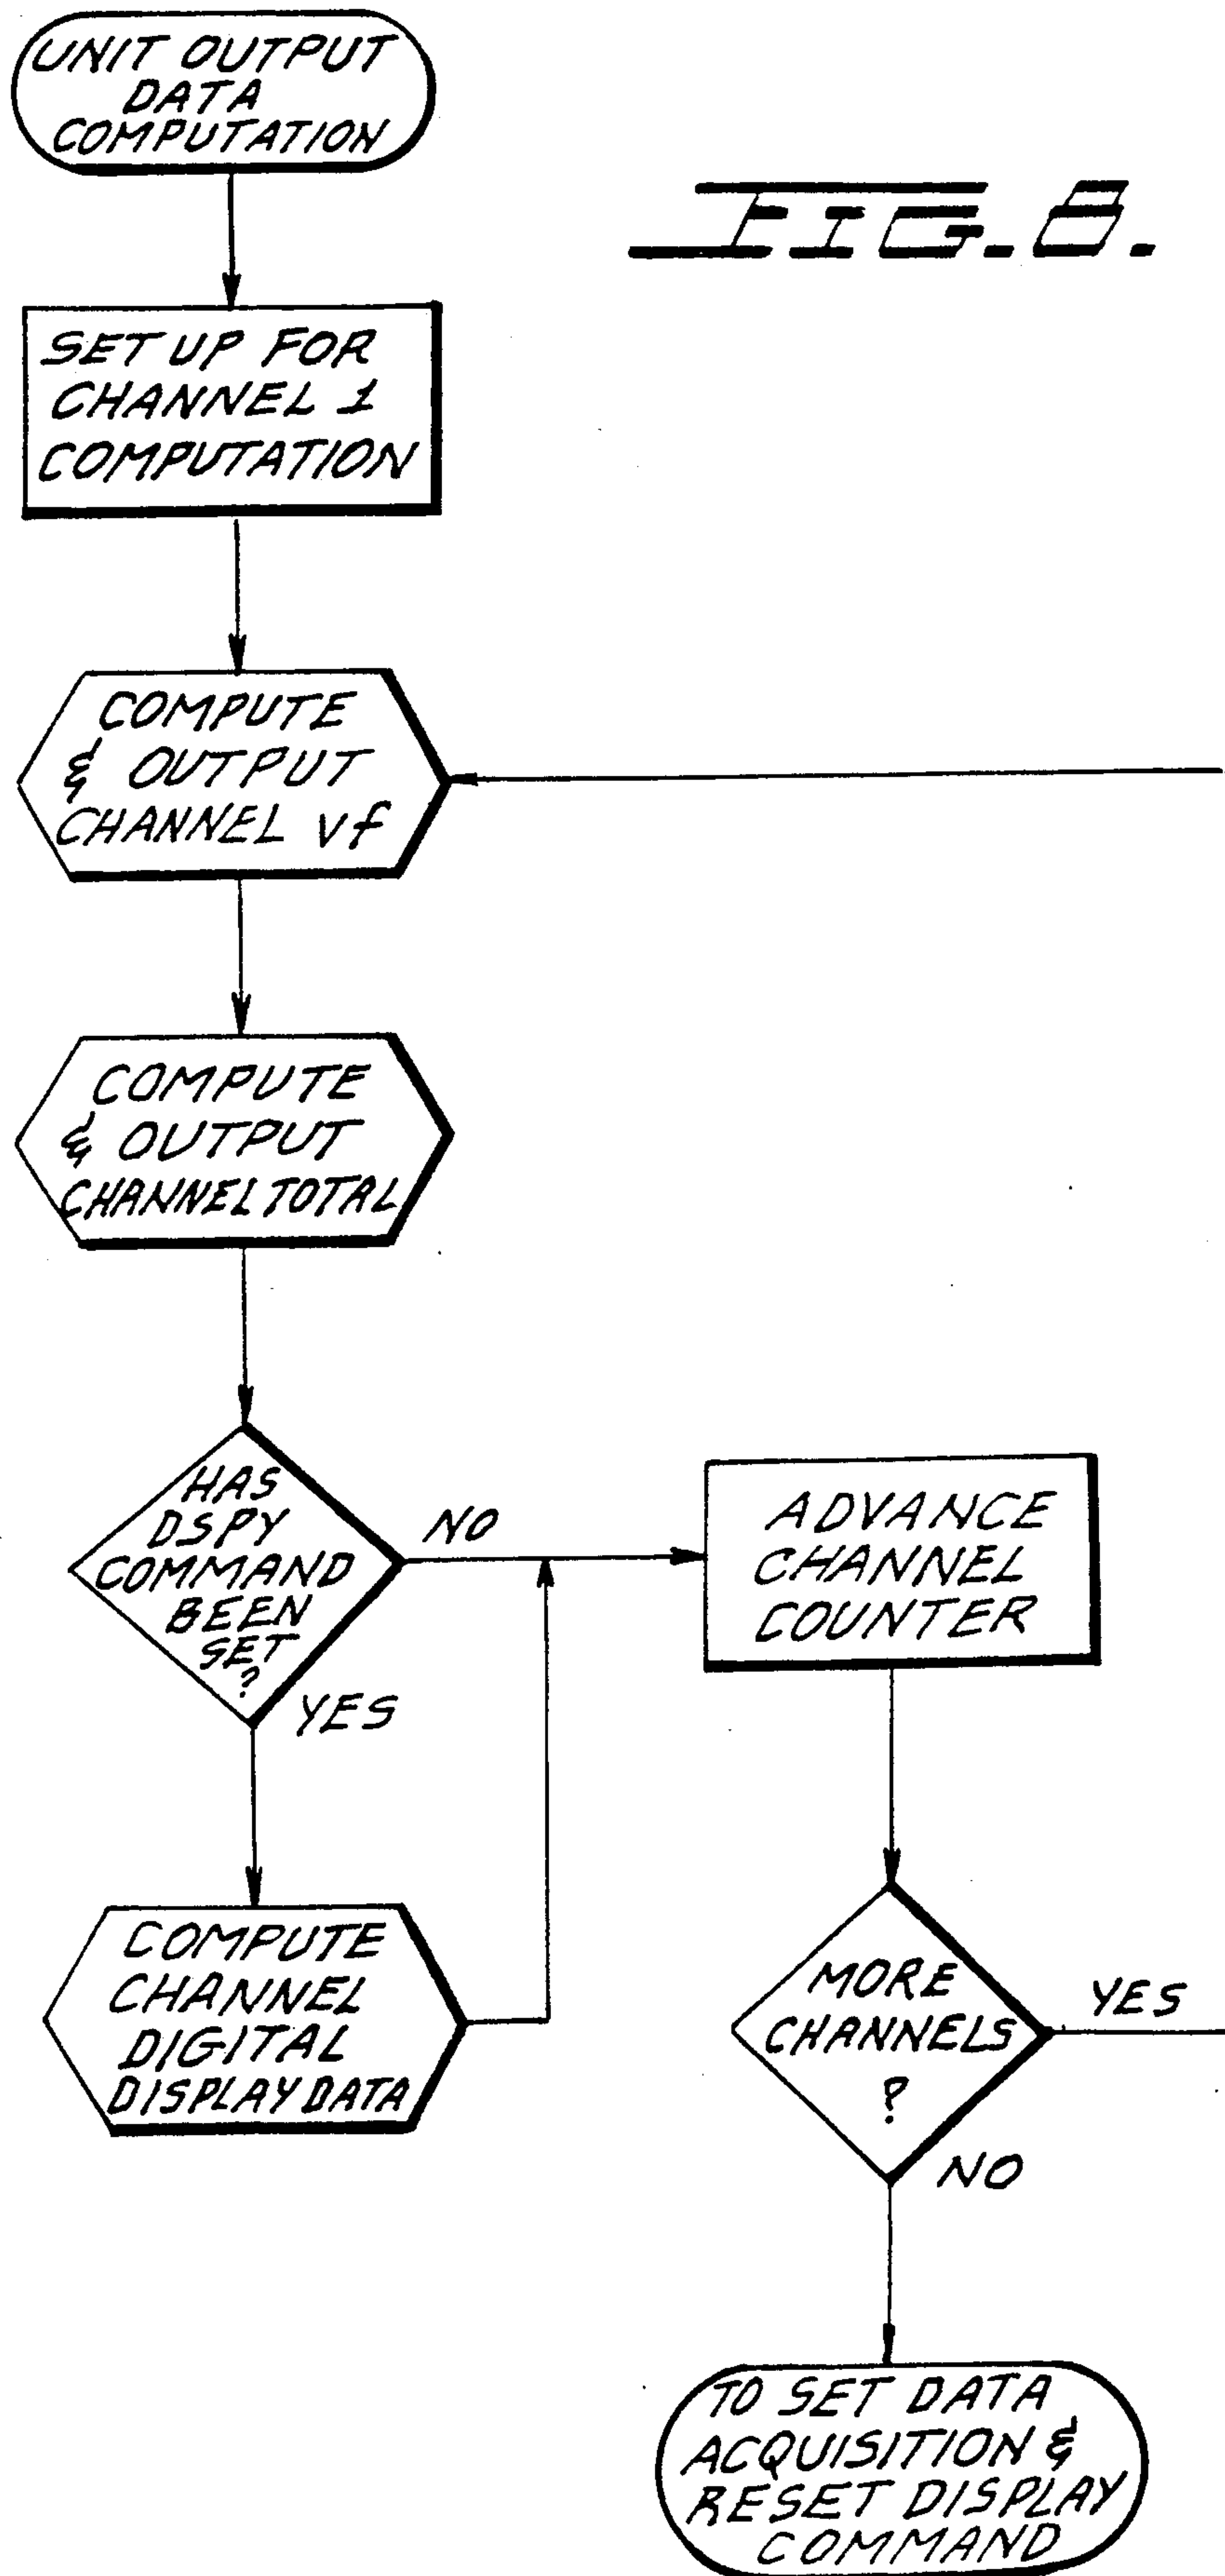 UNIT OUTPUT
DATA
COMPUTATION
FIG. 8.
SET UP FOR
CHANNEL 1
COMPUTATION
COMPUTE
& OUTPUT
CHANNEL vf
COMPUTE
& OUTPUT
CHANNEL TOTAL
HAS
DSPY
COMMAND
BEEN
SET
?
NO
YES
ADVANCE
CHANNEL
COUNTER
COMPUTE
CHANNEL
DIGITAL
DISPLAY DATA
MORE
CHANNELS
?
YES
NO
TO SET DATA
ACQUISITION &
RESET DISPLAY
COMMAND